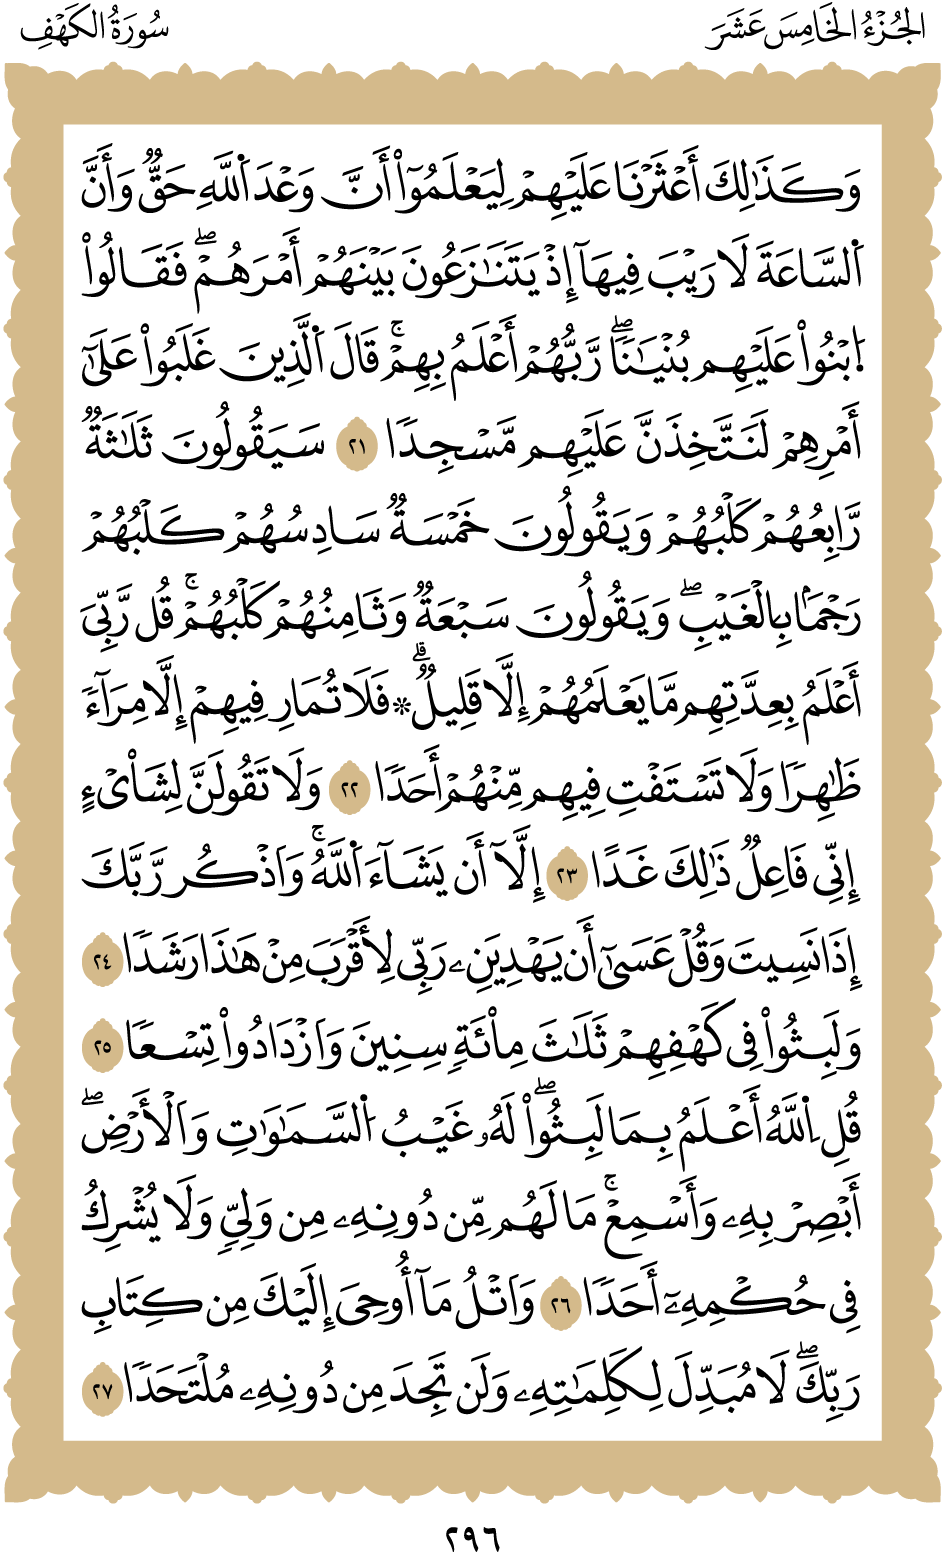 الجُزْءُ الخَامِسَ عَشَرَ
سُورَةُ الكَهْفِ
وَكَذَٰلِكَ أَعْثَرْنَا عَلَيْهِمْ لِيَعْلَمُوٓا۟ أَنَّ وَعْدَ ٱللَّهِ حَقٌّ وَأَنَّ
ٱلسَّاعَةَ لَا رَيْبَ فِيهَآ إِذْ يَتَنَٰزَعُونَ بَيْنَهُمْ أَمْرَهُمْ ۖ فَقَالُوا۟
ٱبْنُوا۟ عَلَيْهِم بُنْيَٰنًا ۖ رَّبُّهُمْ أَعْلَمُ بِهِمْ ۚ قَالَ ٱلَّذِينَ غَلَبُوا۟ عَلَىٰٓ
أَمْرِهِمْ لَنَتَّخِذَنَّ عَلَيْهِم مَّسْجِدًا ٢١ سَيَقُولُونَ ثَلَٰثَةٌ
رَّابِعُهُمْ كَلْبُهُمْ وَيَقُولُونَ خَمْسَةٌ سَادِسُهُمْ كَلْبُهُمْ
رَجْمًۢا بِٱلْغَيْبِ ۖ وَيَقُولُونَ سَبْعَةٌ وَثَامِنُهُمْ كَلْبُهُمْ ۚ قُل رَّبِّىٓ
أَعْلَمُ بِعِدَّتِهِم مَّا يَعْلَمُهُمْ إِلَّا قَلِيلٌ ۗ * فَلَا تُمَارِ فِيهِمْ إِلَّا مِرَآءً
ظَٰهِرًا وَلَا تَسْتَفْتِ فِيهِم مِّنْهُمْ أَحَدًا ٢٢ وَلَا تَقُولَنَّ لِشَا۟ىْءٍ
إِنِّى فَاعِلٌ ذَٰلِكَ غَدًا ٢٣ إِلَّآ أَن يَشَآءَ ٱللَّهُ ۚ وَٱذْكُر رَّبَّكَ
إِذَا نَسِيتَ وَقُلْ عَسَىٰٓ أَن يَهْدِيَنِۦ رَبِّى لِأَقْرَبَ مِنْ هَٰذَا رَشَدًا ٢٤
وَلَبِثُوا۟ فِى كَهْفِهِمْ ثَلَٰثَ مِا۟ئَةٍ سِنِينَ وَٱزْدَادُوا۟ تِسْعًا ٢٥
قُلِ ٱللَّهُ أَعْلَمُ بِمَا لَبِثُوا۟ ۖ لَهُۥ غَيْبُ ٱلسَّمَٰوَٰتِ وَٱلْأَرْضِ ۖ
أَبْصِرْ بِهِۦ وَأَسْمِعْ ۚ مَا لَهُم مِّن دُونِهِۦ مِن وَلِىٍّ وَلَا يُشْرِكُ
فِى حُكْمِهِۦٓ أَحَدًا ٢٦ وَٱتْلُ مَآ أُوحِىَ إِلَيْكَ مِن كِتَابِ
رَبِّكَ ۖ لَا مُبَدِّلَ لِكَلِمَٰتِهِۦ وَلَن تَجِدَ مِن دُونِهِۦ مُلْتَحَدًا ٢٧
٢٩٦